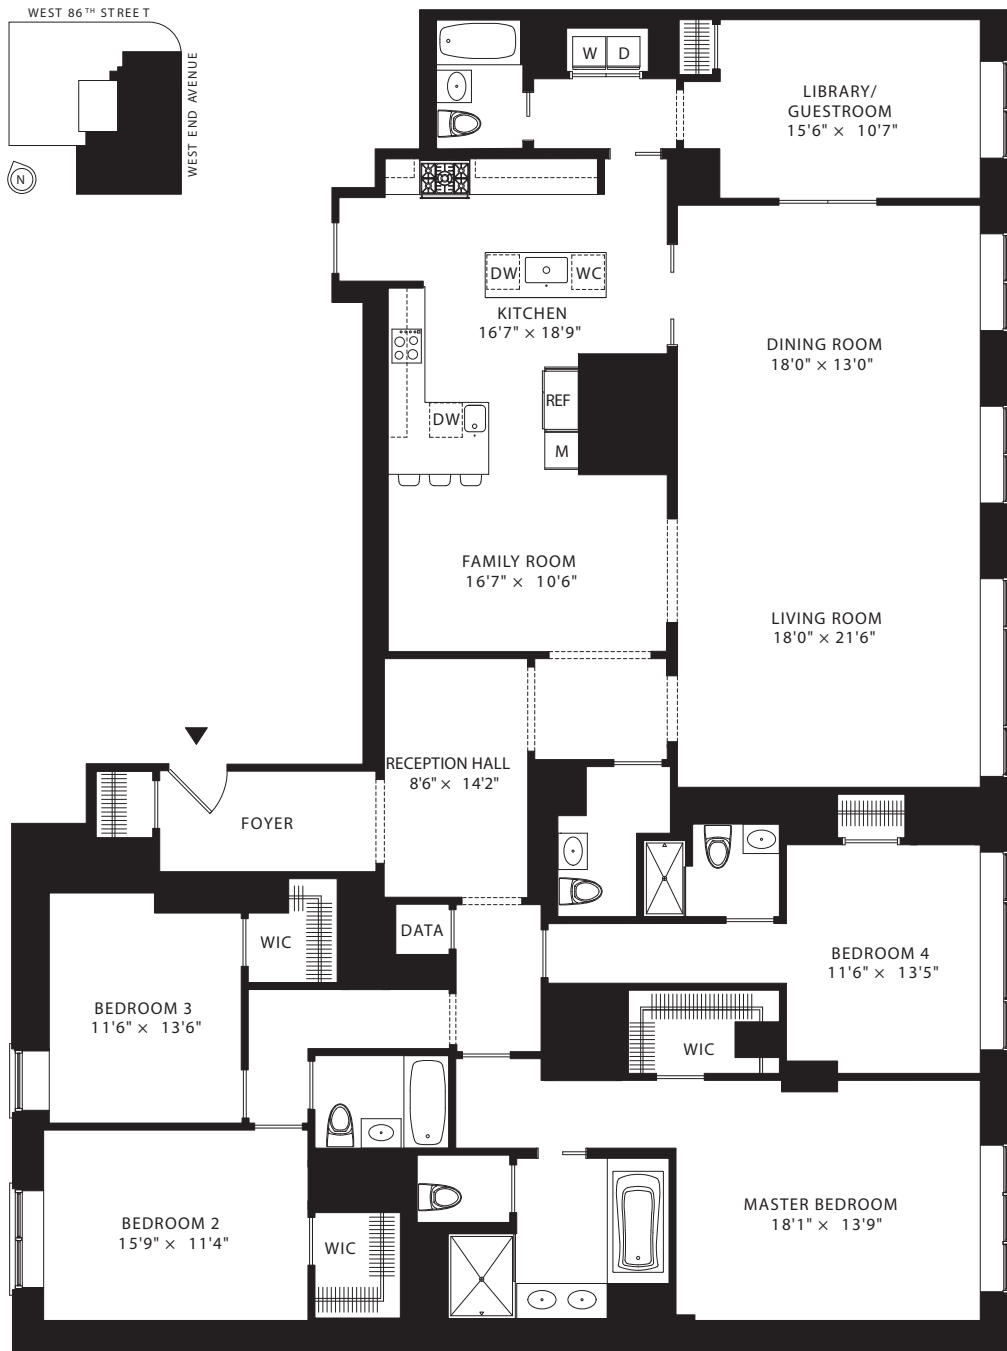 WEST 86TH STREET
WEST END AVENUE
N
W
D
LIBRARY/
GUESTROOM
15'6" × 10'7"
DW
WC
KITCHEN
16'7" × 18'9"
DINING ROOM
18'0" × 13'0"
REF
DW
M
FAMILY ROOM
16'7" × 10'6"
LIVING ROOM
18'0" × 21'6"
RECEPTION HALL
8'6" × 14'2"
FOYER
DATA
WIC
BEDROOM 4
11'6" × 13'5"
BEDROOM 3
11'6" × 13'6"
WIC
MASTER BEDROOM
18'1" × 13'9"
BEDROOM 2
15'9" × 11'4"
WIC